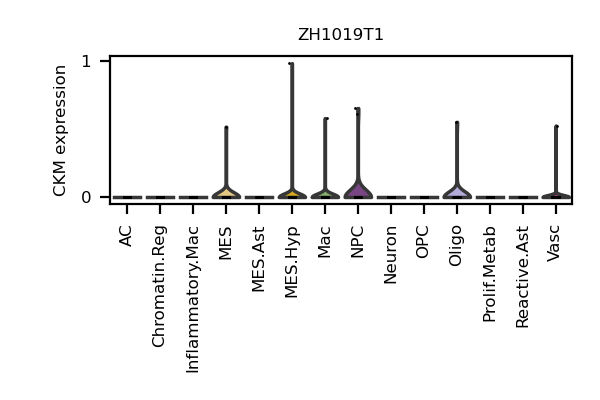 ZH1019T1
CKM expression
1
0
AC
Chromatin.Reg
Inflammatory.Mac
MES
MES.Ast
MES.Hyp
Mac
NPC
Neuron
OPC
Oligo
Prolif.Metab
Reactive.Ast
Vasc